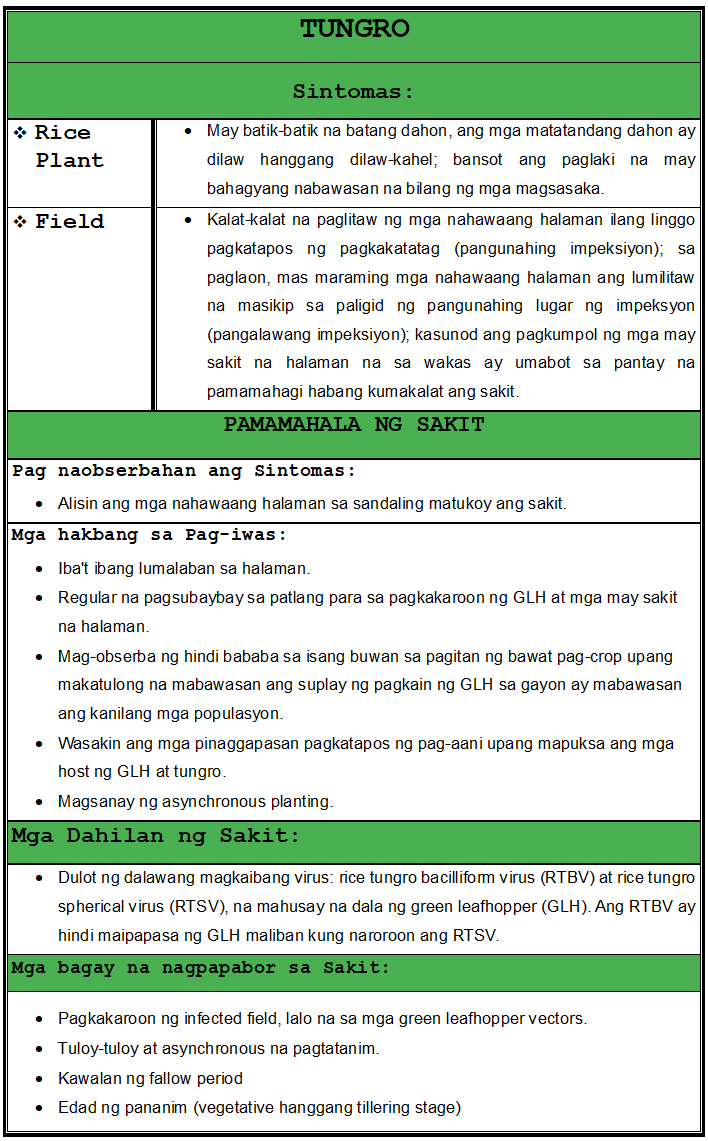 TUNGRO
Sintomas:
❖ Rice
Plant
• May batik-batik na batang dahon, ang mga matatandang dahon ay
dilaw hanggang dilaw-kahel; bansot ang paglaki na may
bahagyang nabawasan na bilang ng mga magsasaka.
❖ Field
• Kalat-kalat na paglitaw ng mga nahawaang halaman ilang linggo
pagkatapos ng pagkakatatag (pangunahing impeksiyon); sa
paglaon, mas maraming mga nahawaang halaman ang lumilitaw
na masikip sa paligid ng pangunahing lugar ng impeksyon
(pangalawang impeksiyon); kasunod ang pagkumpol ng mga may
sakit na halaman na sa wakas ay umabot sa pantay na
pamamahagi habang kumakalat ang sakit.
PAMAMAHALA NG SAKIT
Pag naobserbahan ang Sintomas:
• Alisin ang mga nahawaang halaman sa sandaling matukoy ang sakit.
Mga hakbang sa Pag-iwas:
• Iba't ibang lumalaban sa halaman.
• Regular na pagsubaybay sa patlang para sa pagkakaroon ng GLH at mga may sakit
na halaman.
• Mag-obserba ng hindi bababa sa isang buwan sa pagitan ng bawat pag-crop upang
makatulong na mabawasan ang suplay ng pagkain ng GLH sa gayon ay mabawasan
ang kanilang mga populasyon.
• Wasakin ang mga pinaggapasan pagkatapos ng pag-aani upang mapuksa ang mga
host ng GLH at tungro.
• Magsanay ng asynchronous planting.
Mga Dahilan ng Sakit:
• Dulot ng dalawang magkaibang virus: rice tungro bacilliform virus (RTBV) at rice tungro
spherical virus (RTSV), na mahusay na dala ng green leafhopper (GLH). Ang RTBV ay
hindi maipapasa ng GLH maliban kung naroroon ang RTSV.
Mga bagay na nagpapabor sa Sakit:
• Pagkakaroon ng infected field, lalo na sa mga green leafhopper vectors.
• Tuloy-tuloy at asynchronous na pagtatanim.
• Kawalan ng fallow period
• Edad ng pananim (vegetative hanggang tillering stage)